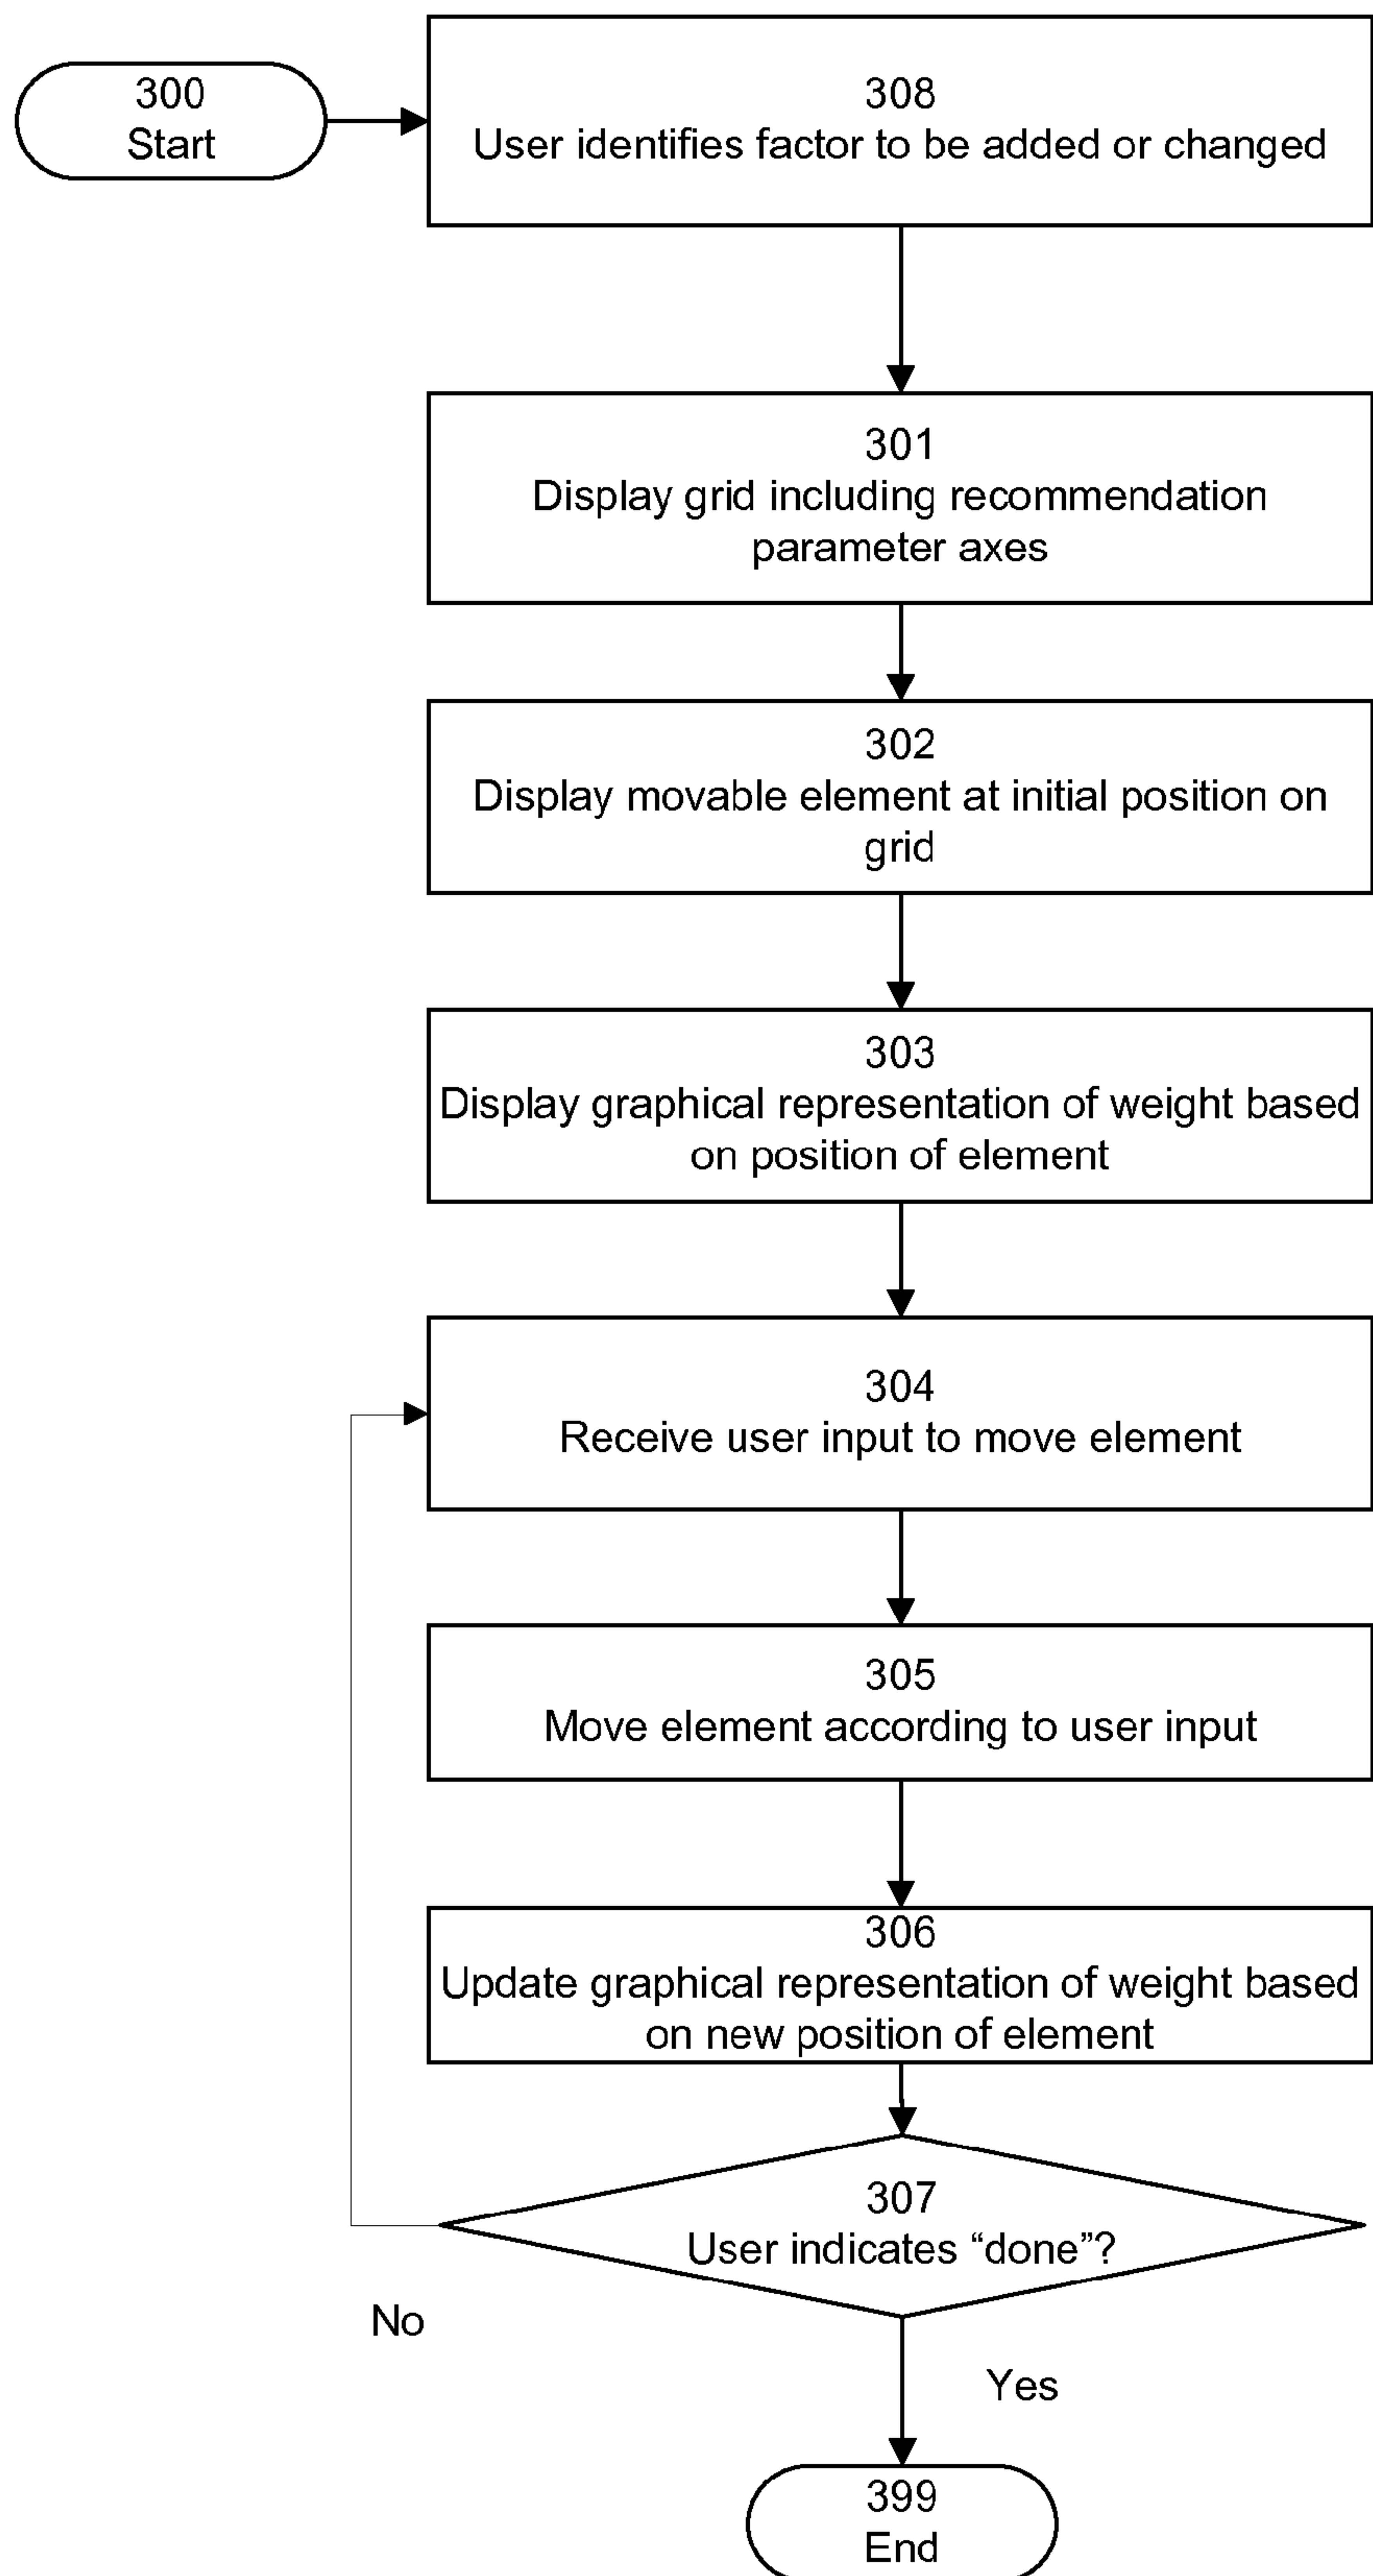 300
Start
308
User identifies factor to be added or changed
301
Display grid including recommendation
parameter axes
302
Display movable element at initial position on
grid
303
Display graphical representation of weight based
on position of element
304
Receive user input to move element
305
Move element according to user input
306
Update graphical representation of weight based
on new position of element
307
User indicates “done”?
No
Yes
399
End